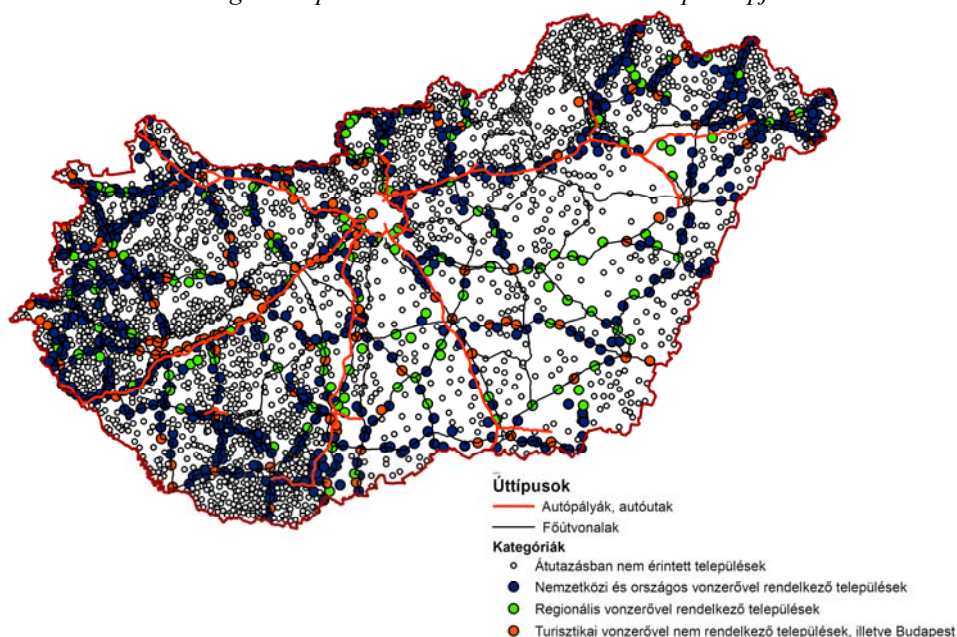 Úttípusok
Autópályák, autóutak
Főútvonalak
Kategóriák
Átutazásban nem érintett települések
Nemzetközi és országos vonzerővel rendelkező települések
Regionális vonzerővel rendelkező települések
Turisztikai vonzerővel nem rendelkező települések, illetve Budapest